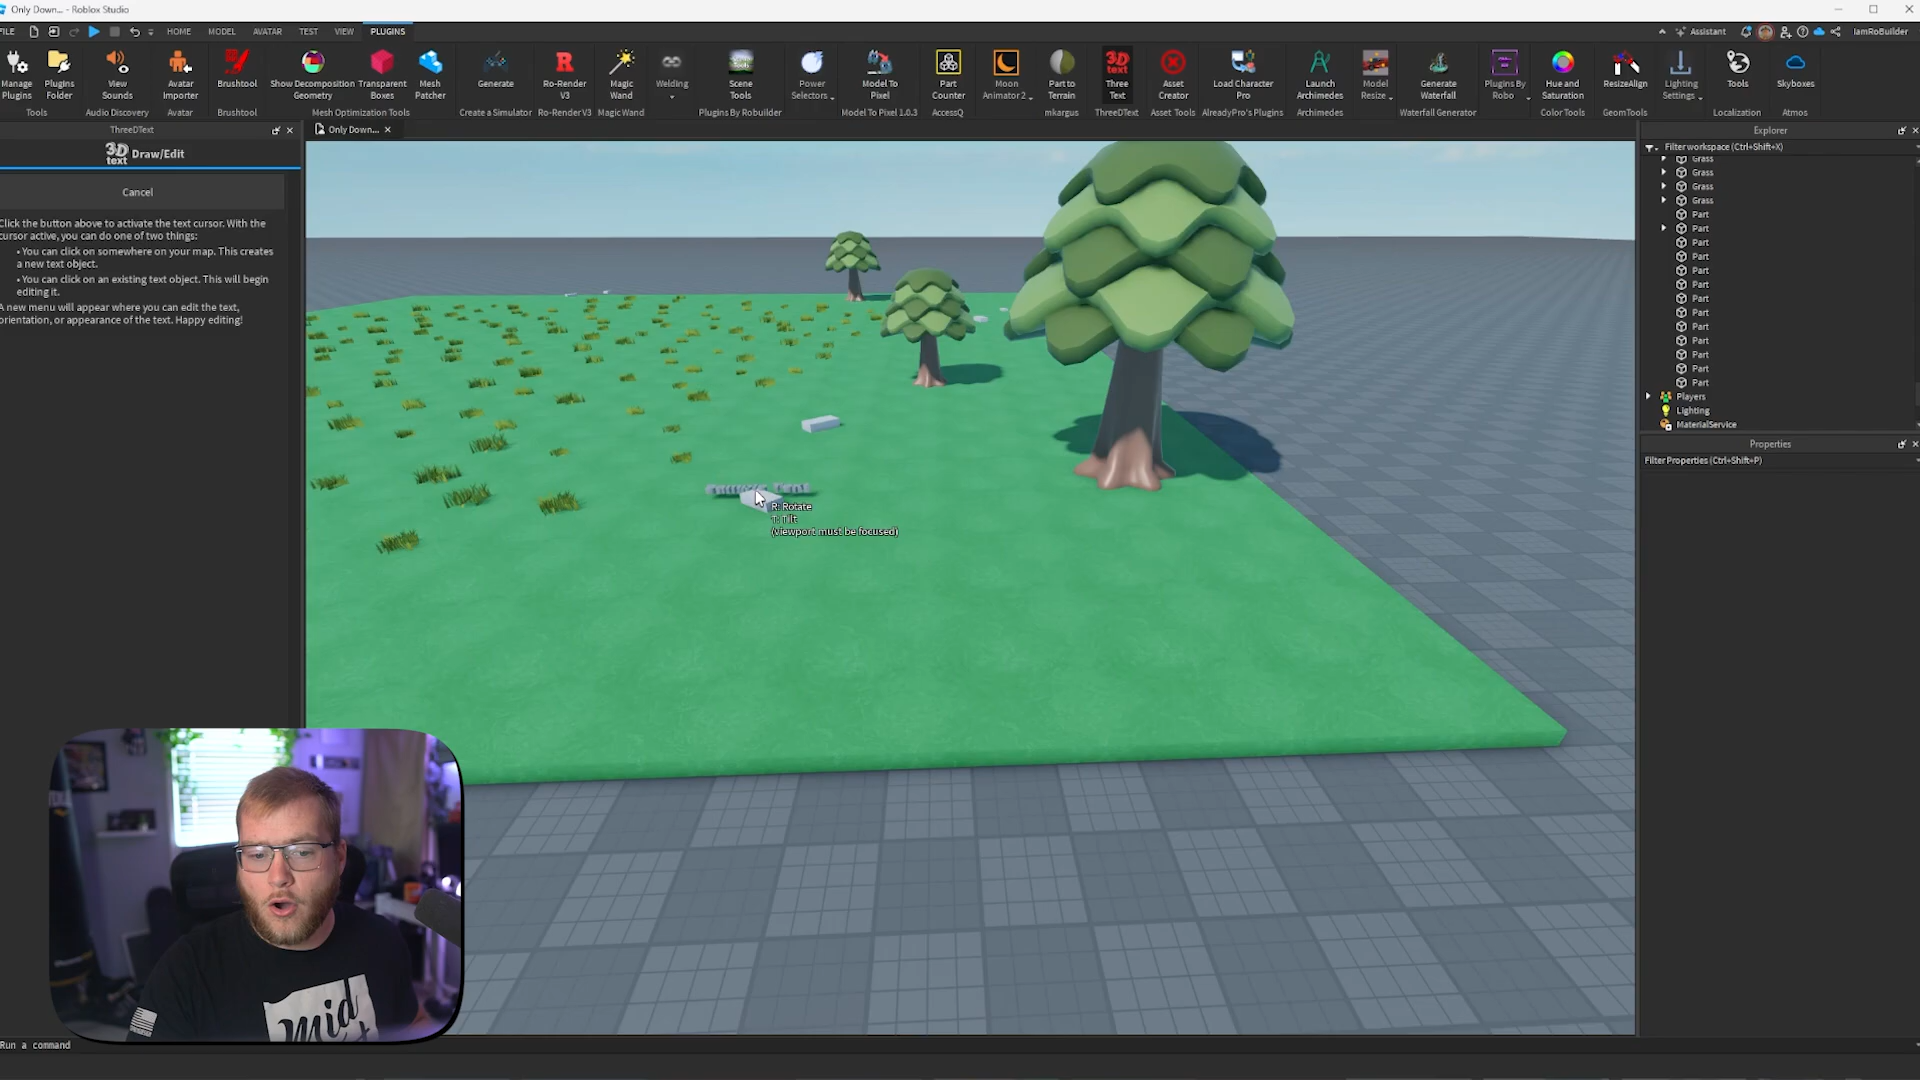 Only Down... - Roblox Studio
FILE HOME MODEL AVATAR TEST VIEW PLUGINS Assistant IamRoBuilder
Manage Plugins
Plugins Folder
View Sounds
Avatar Importer
Brushtool
Show Decomposition Geometry
Transparent Boxes
Mesh Patcher
Generate
Ro-Render V3
Magic Wand
Welding
Scene Tools
Power Selectors
Model To Pixel
Part Counter
Moon Animator 2
Part to Terrain
3D text
Three Text
Asset Creator
Load Character Pro
Launch Archimedes
Model Resize
Generate Waterfall
Plugins By Robo
Hue and Saturation
ResizeAlign
Lighting Settings
Tools
Skyboxes
Tools Audio Discovery Avatar Brushtool Mesh Optimization Tools Create a Simulator Ro-Render V3 Magic Wand Plugins By Robuilder Model To Pixel 1.0.3 AccessQ mkargus ThreeDText Asset Tools AlreadyPro's Plugins Archimedes Waterfall Generator Color Tools GeomTools Localization Atmos
ThreeDText
Only Down...
Explorer
3D text Draw/Edit
Cancel
Click the button above to activate the text cursor. With the
cursor active, you can do one of two things:
• You can click on somewhere on your map. This creates
a new text object.
• You can click on an existing text object. This will begin
editing it.
A new menu will appear where you can edit the text,
orientation, or appearance of the text. Happy editing!
R: Rotate
T: Tilt
(viewport must be focused)
Filter workspace (Ctrl+Shift+X)
Grass
Grass
Grass
Grass
Part
Part
Part
Part
Part
Part
Part
Part
Part
Part
Part
Part
Part
Players
Lighting
MaterialService
Properties
Filter Properties (Ctrl+Shift+P)
Mid
Run a command